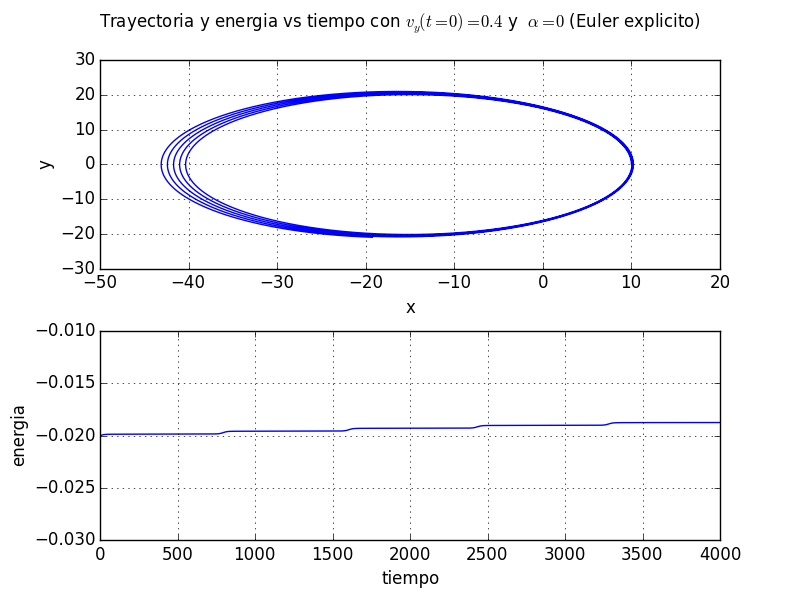 Trayectoria y energia vs tiempo con v_y(t=0)=0.4 y α=0 (Euler explicito)
30
20
10
0
−10
−20
−30
y
−50 −40 −30 −20 −10 0 10 20
x
−0.010
−0.015
−0.020
−0.025
−0.030
energia
0 500 1000 1500 2000 2500 3000 3500 4000
tiempo